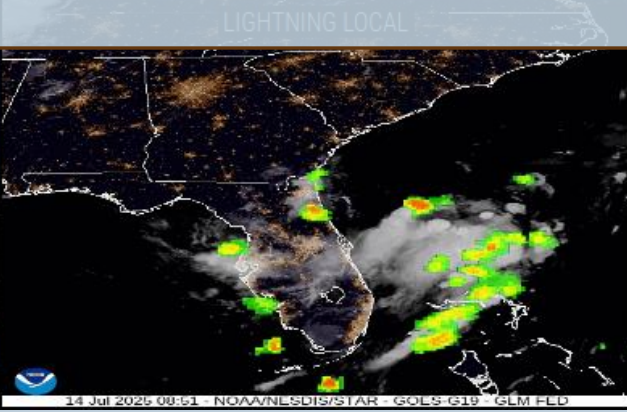 LIGHTNING LOCAL
14 Jul 2025 08:51 - NOAA/NESDIS/STAR - GOES-G19 - GLM FED